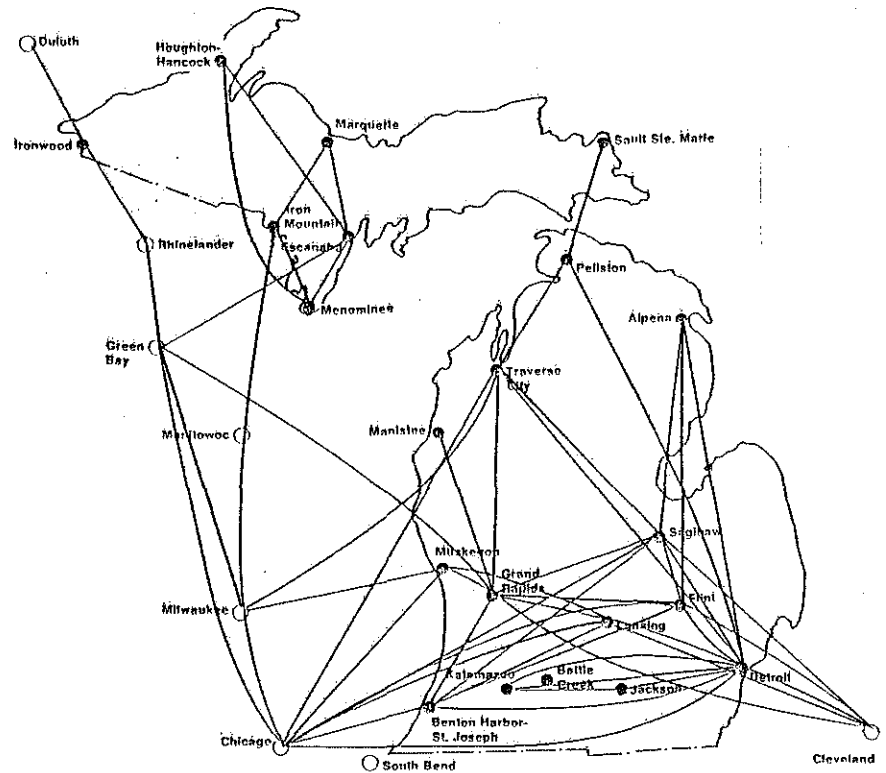 Duluth
Houghton-
Hancock
Marquette
Sault Ste. Marie
Ironwood
Iron
Mountain
Escanaba
Rhinelander
Pellston
Menominee
Alpena
Green
Bay
Traverse
City
Manistee
Manitowoc
Saginaw
Muskegon
Grand
Rapids
Flint
Milwaukee
Lansing
Kalamazoo
Battle
Creek
Detroit
Jackson
Benton Harbor-
St. Joseph
Chicago
South Bend
Cleveland